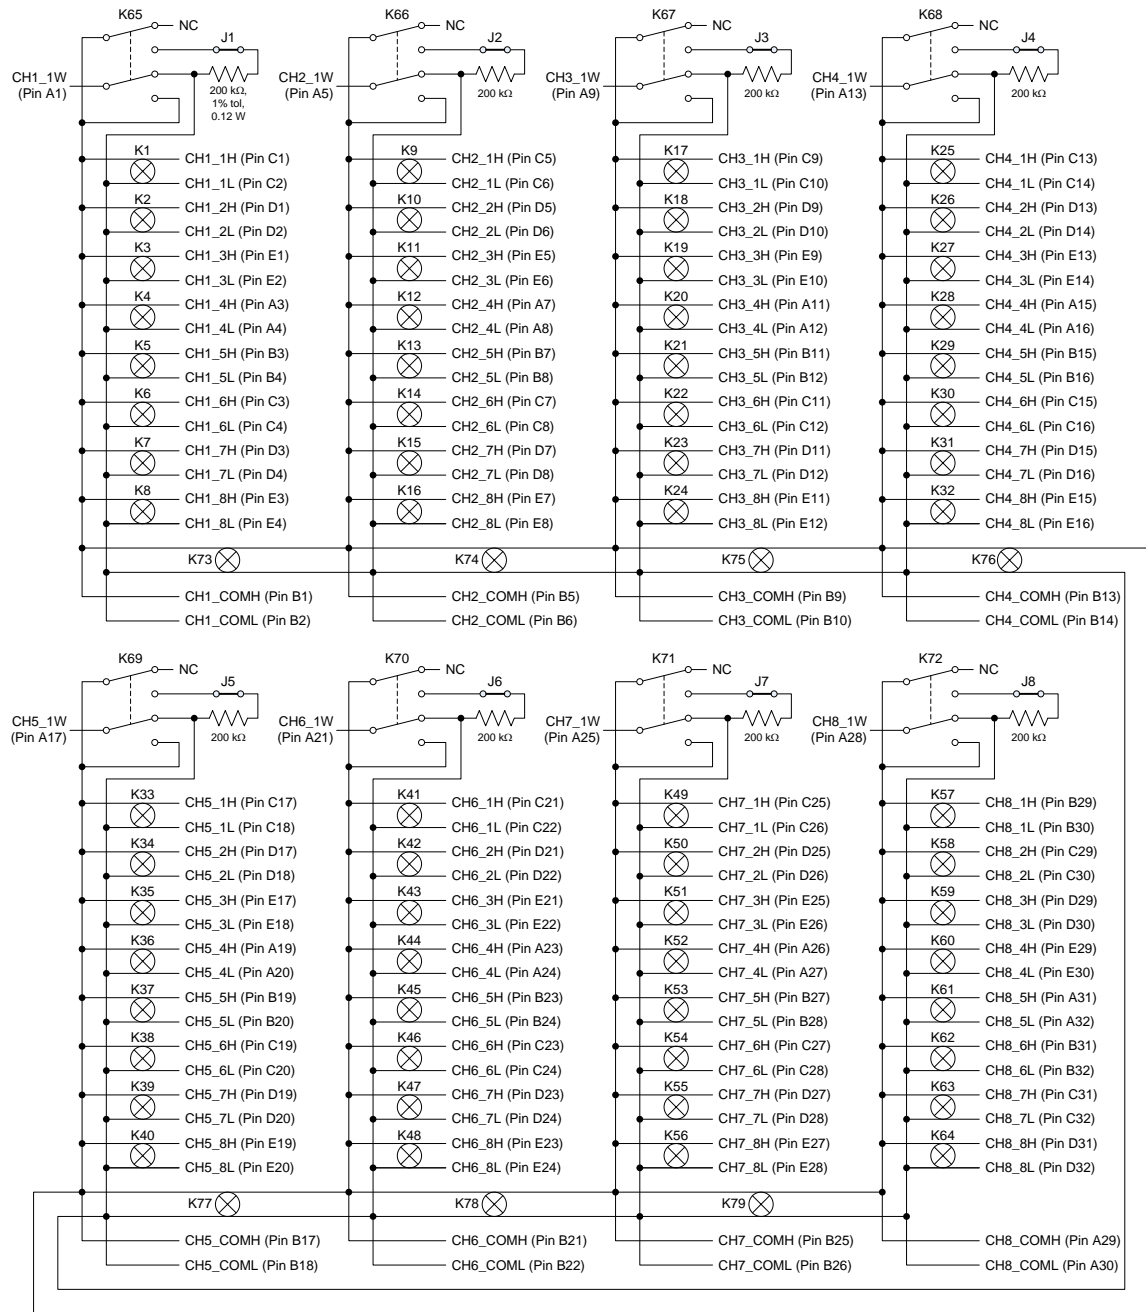 K65 NC K66 NC K67 NC K68 NC
J1 J2 J3 J4
CH1_1W CH2_1W CH3_1W CH4_1W
(Pin A1) (Pin A5) (Pin A9) (Pin A13)
200 kΩ, 200 kΩ 200 kΩ 200 kΩ
1% tol,
0.12 W
K1 K9 K17 K25
CH1_1H (Pin C1) CH2_1H (Pin C5) CH3_1H (Pin C9) CH4_1H (Pin C13)
CH1_1L (Pin C2) CH2_1L (Pin C6) CH3_1L (Pin C10) CH4_1L (Pin C14)
K2 K10 K18 K26
CH1_2H (Pin D1) CH2_2H (Pin D5) CH3_2H (Pin D9) CH4_2H (Pin D13)
CH1_2L (Pin D2) CH2_2L (Pin D6) CH3_2L (Pin D10) CH4_2L (Pin D14)
K3 K11 K19 K27
CH1_3H (Pin E1) CH2_3H (Pin E5) CH3_3H (Pin E9) CH4_3H (Pin E13)
CH1_3L (Pin E2) CH2_3L (Pin E6) CH3_3L (Pin E10) CH4_3L (Pin E14)
K4 K12 K20 K28
CH1_4H (Pin A3) CH2_4H (Pin A7) CH3_4H (Pin A11) CH4_4H (Pin A15)
CH1_4L (Pin A4) CH2_4L (Pin A8) CH3_4L (Pin A12) CH4_4L (Pin A16)
K5 K13 K21 K29
CH1_5H (Pin B3) CH2_5H (Pin B7) CH3_5H (Pin B11) CH4_5H (Pin B15)
CH1_5L (Pin B4) CH2_5L (Pin B8) CH3_5L (Pin B12) CH4_5L (Pin B16)
K6 K14 K22 K30
CH1_6H (Pin C3) CH2_6H (Pin C7) CH3_6H (Pin C11) CH4_6H (Pin C15)
CH1_6L (Pin C4) CH2_6L (Pin C8) CH3_6L (Pin C12) CH4_6L (Pin C16)
K7 K15 K23 K31
CH1_7H (Pin D3) CH2_7H (Pin D7) CH3_7H (Pin D11) CH4_7H (Pin D15)
CH1_7L (Pin D4) CH2_7L (Pin D8) CH3_7L (Pin D12) CH4_7L (Pin D16)
K8 K16 K24 K32
CH1_8H (Pin E3) CH2_8H (Pin E7) CH3_8H (Pin E11) CH4_8H (Pin E15)
CH1_8L (Pin E4) CH2_8L (Pin E8) CH3_8L (Pin E12) CH4_8L (Pin E16)
K73 K74 K75 K76
CH1_COMH (Pin B1) CH2_COMH (Pin B5) CH3_COMH (Pin B9) CH4_COMH (Pin B13)
CH1_COML (Pin B2) CH2_COML (Pin B6) CH3_COML (Pin B10) CH4_COML (Pin B14)
K69 NC K70 NC K71 NC K72 NC
J5 J6 J7 J8
CH5_1W CH6_1W CH7_1W CH8_1W
(Pin A17) (Pin A21) (Pin A25) (Pin A28)
200 kΩ 200 kΩ 200 kΩ 200 kΩ
K33 K41 K49 K57
CH5_1H (Pin C17) CH6_1H (Pin C21) CH7_1H (Pin C25) CH8_1H (Pin B29)
CH5_1L (Pin C18) CH6_1L (Pin C22) CH7_1L (Pin C26) CH8_1L (Pin B30)
K34 K42 K50 K58
CH5_2H (Pin D17) CH6_2H (Pin D21) CH7_2H (Pin D25) CH8_2H (Pin C29)
CH5_2L (Pin D18) CH6_2L (Pin D22) CH7_2L (Pin D26) CH8_2L (Pin C30)
K35 K43 K51 K59
CH5_3H (Pin E17) CH6_3H (Pin E21) CH7_3H (Pin E25) CH8_3H (Pin D29)
CH5_3L (Pin E18) CH6_3L (Pin E22) CH7_3L (Pin E26) CH8_3L (Pin D30)
K36 K44 K52 K60
CH5_4H (Pin A19) CH6_4H (Pin A23) CH7_4H (Pin A26) CH8_4H (Pin E29)
CH5_4L (Pin A20) CH6_4L (Pin A24) CH7_4L (Pin A27) CH8_4L (Pin E30)
K37 K45 K53 K61
CH5_5H (Pin B19) CH6_5H (Pin B23) CH7_5H (Pin B27) CH8_5H (Pin A31)
CH5_5L (Pin B20) CH6_5L (Pin B24) CH7_5L (Pin B28) CH8_5L (Pin A32)
K38 K46 K54 K62
CH5_6H (Pin C19) CH6_6H (Pin C23) CH7_6H (Pin C27) CH8_6H (Pin B31)
CH5_6L (Pin C20) CH6_6L (Pin C24) CH7_6L (Pin C28) CH8_6L (Pin B32)
K39 K47 K55 K63
CH5_7H (Pin D19) CH6_7H (Pin D23) CH7_7H (Pin D27) CH8_7H (Pin C31)
CH5_7L (Pin D20) CH6_7L (Pin D24) CH7_7L (Pin D28) CH8_7L (Pin C32)
K40 K48 K56 K64
CH5_8H (Pin E19) CH6_8H (Pin E23) CH7_8H (Pin E27) CH8_8H (Pin D31)
CH5_8L (Pin E20) CH6_8L (Pin E24) CH7_8L (Pin E28) CH8_8L (Pin D32)
K77 K78 K79
CH5_COMH (Pin B17) CH6_COMH (Pin B21) CH7_COMH (Pin B25) CH8_COMH (Pin A29)
CH5_COML (Pin B18) CH6_COML (Pin B22) CH7_COML (Pin B26) CH8_COML (Pin A30)